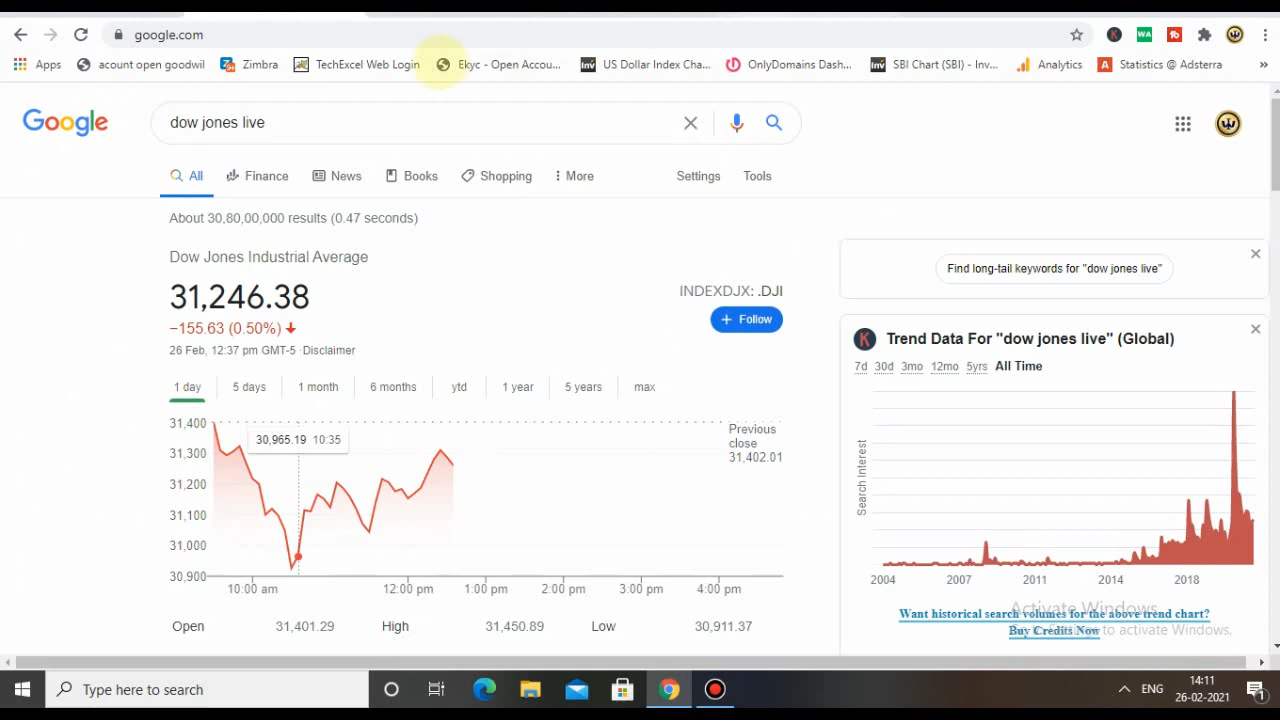 google.com
Apps acount open goodwil Zimbra TechExcel Web Login Ekyc - Open Accou... US Dollar Index Cha... OnlyDomains Dash... SBI Chart (SBI) - Inv... Analytics Statistics @ Adsterra »
Google dow jones live
All Finance News Books Shopping More Settings Tools
About 30,80,00,000 results (0.47 seconds)
Dow Jones Industrial Average
31,246.38
INDEXDJX: .DJI
−155.63 (0.50%)
+ Follow
26 Feb, 12:37 pm GMT-5 · Disclaimer
1 day 5 days 1 month 6 months ytd 1 year 5 years max
31,400
31,300
31,200
31,100
31,000
30,900
30,965.19 10:35
Previous
close
31,402.01
10:00 am 12:00 pm 1:00 pm 2:00 pm 3:00 pm 4:00 pm
Open High 31,450.89 Low 30,911.37
Find long-tail keywords for "dow jones live"
K Trend Data For "dow jones live" (Global)
7d 30d 3mo 12mo 5yrs All Time
Search Interest
2004 2007 2011 2014 2018
Want historical search volumes for the above trend chart?
Buy Credits Now
Activate Windows
to activate Windows.
Type here to search
ENG
14:11
26-02-2021
1